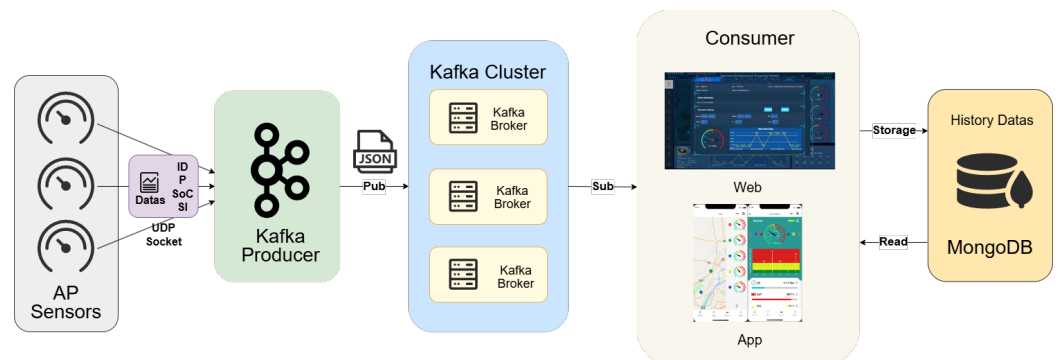 AP
Sensors
Datas
ID
P
SoC
SI
UDP
Socket
Kafka
Producer
JSON
Pub
Kafka Cluster
Kafka
Broker
Kafka
Broker
Kafka
Broker
Sub
Consumer
Web
App
Storage
Read
History Datas
MongoDB